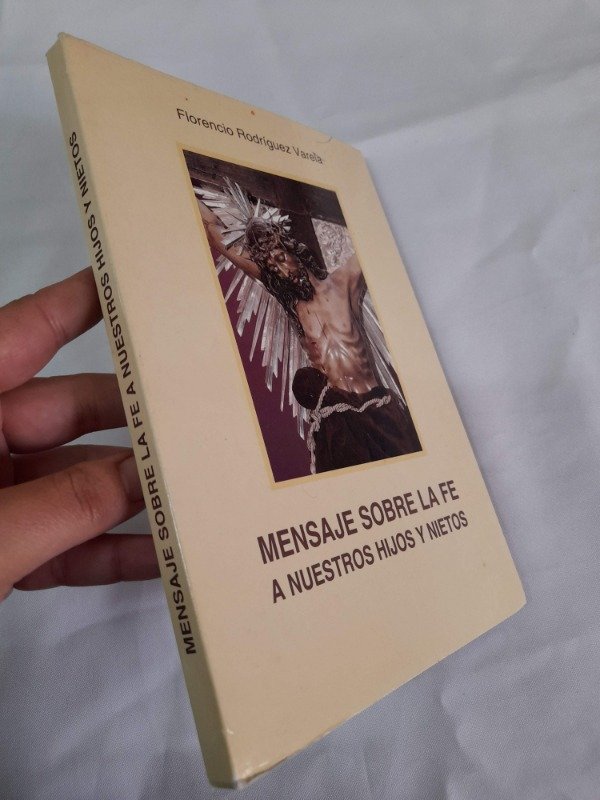 Florencio Rodríguez Varela
MENSAJE SOBRE LA FE
A NUESTROS HIJOS Y NIETOS
MENSAJE SOBRE LA FE A NUESTROS HIJOS Y NIETOS